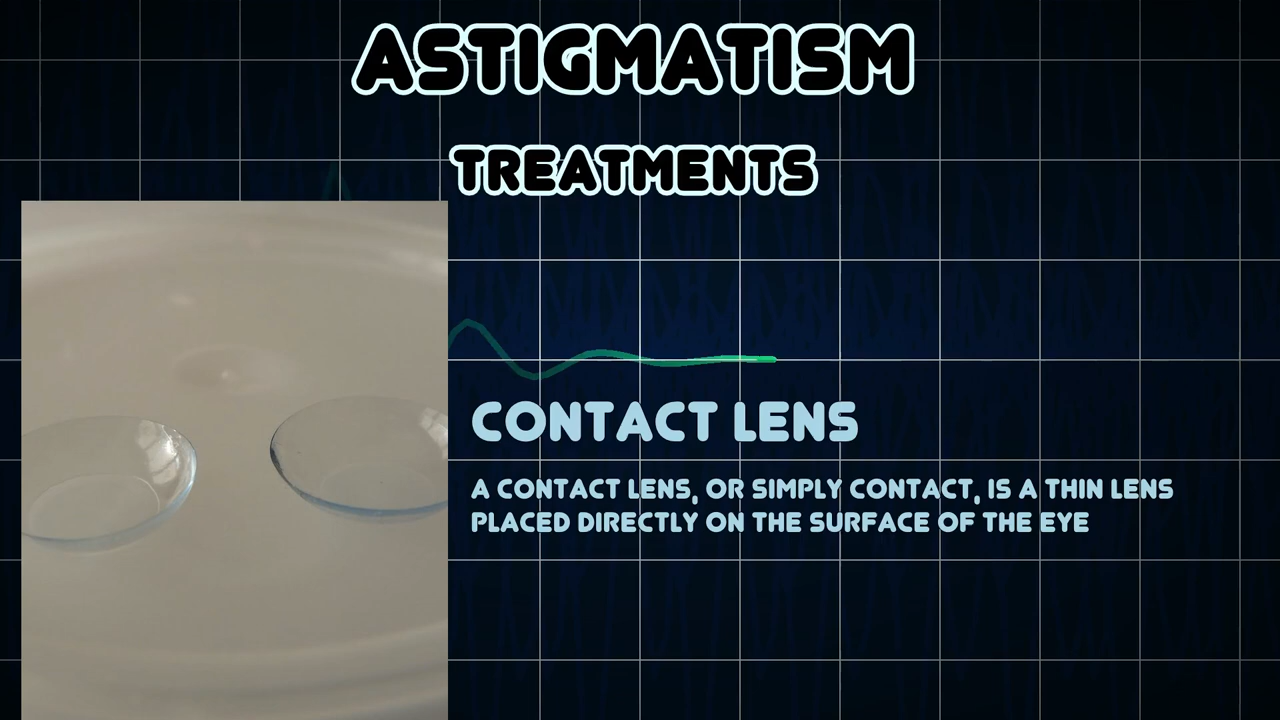 ASTIGMATISM
TREATMENTS
CONTACT LENS
A CONTACT LENS, OR SIMPLY CONTACT, IS A THIN LENS
PLACED DIRECTLY ON THE SURFACE OF THE EYE